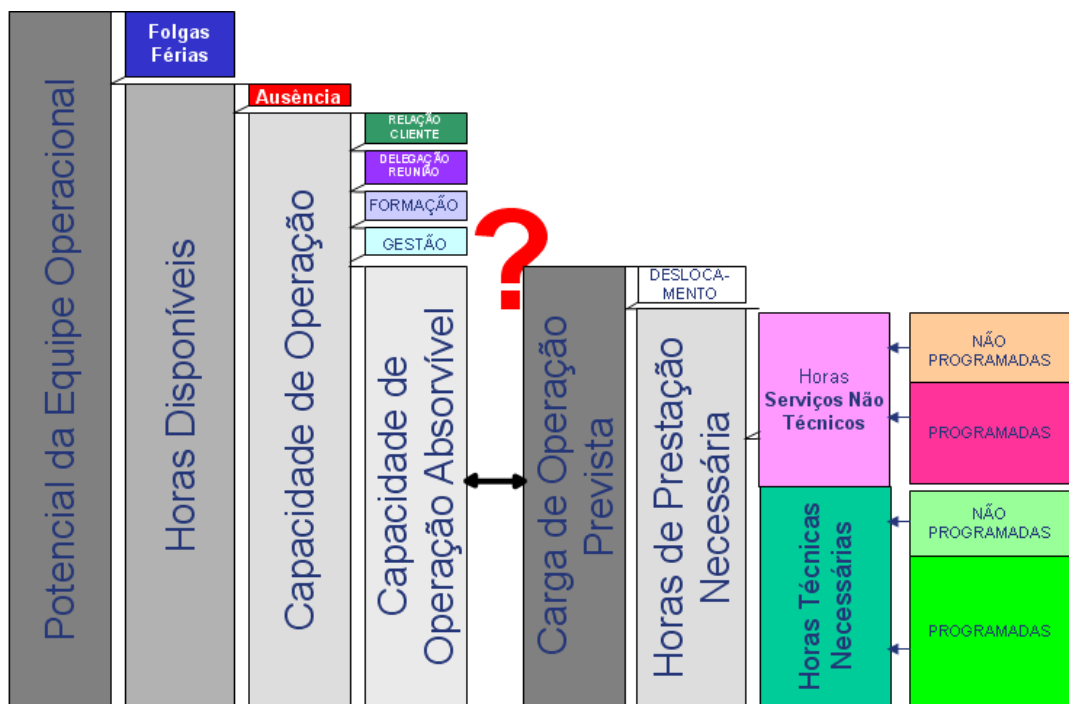 Potencial da Equipe Operacional
Folgas
Férias
Horas Disponíveis
Ausência
Capacidade de Operação
RELAÇÃO
CLIENTE
DELEGAÇÃO
REUNIÃO
FORMAÇÃO
GESTÃO
Capacidade de
Operação Absorvível
?
Carga de Operação
Prevista
DESLOCA-
MENTO
Horas de Prestação
Necessária
Horas
Serviços Não
Técnicos
NÃO
PROGRAMADAS
PROGRAMADAS
Horas Técnicas
Necessárias
NÃO
PROGRAMADAS
PROGRAMADAS